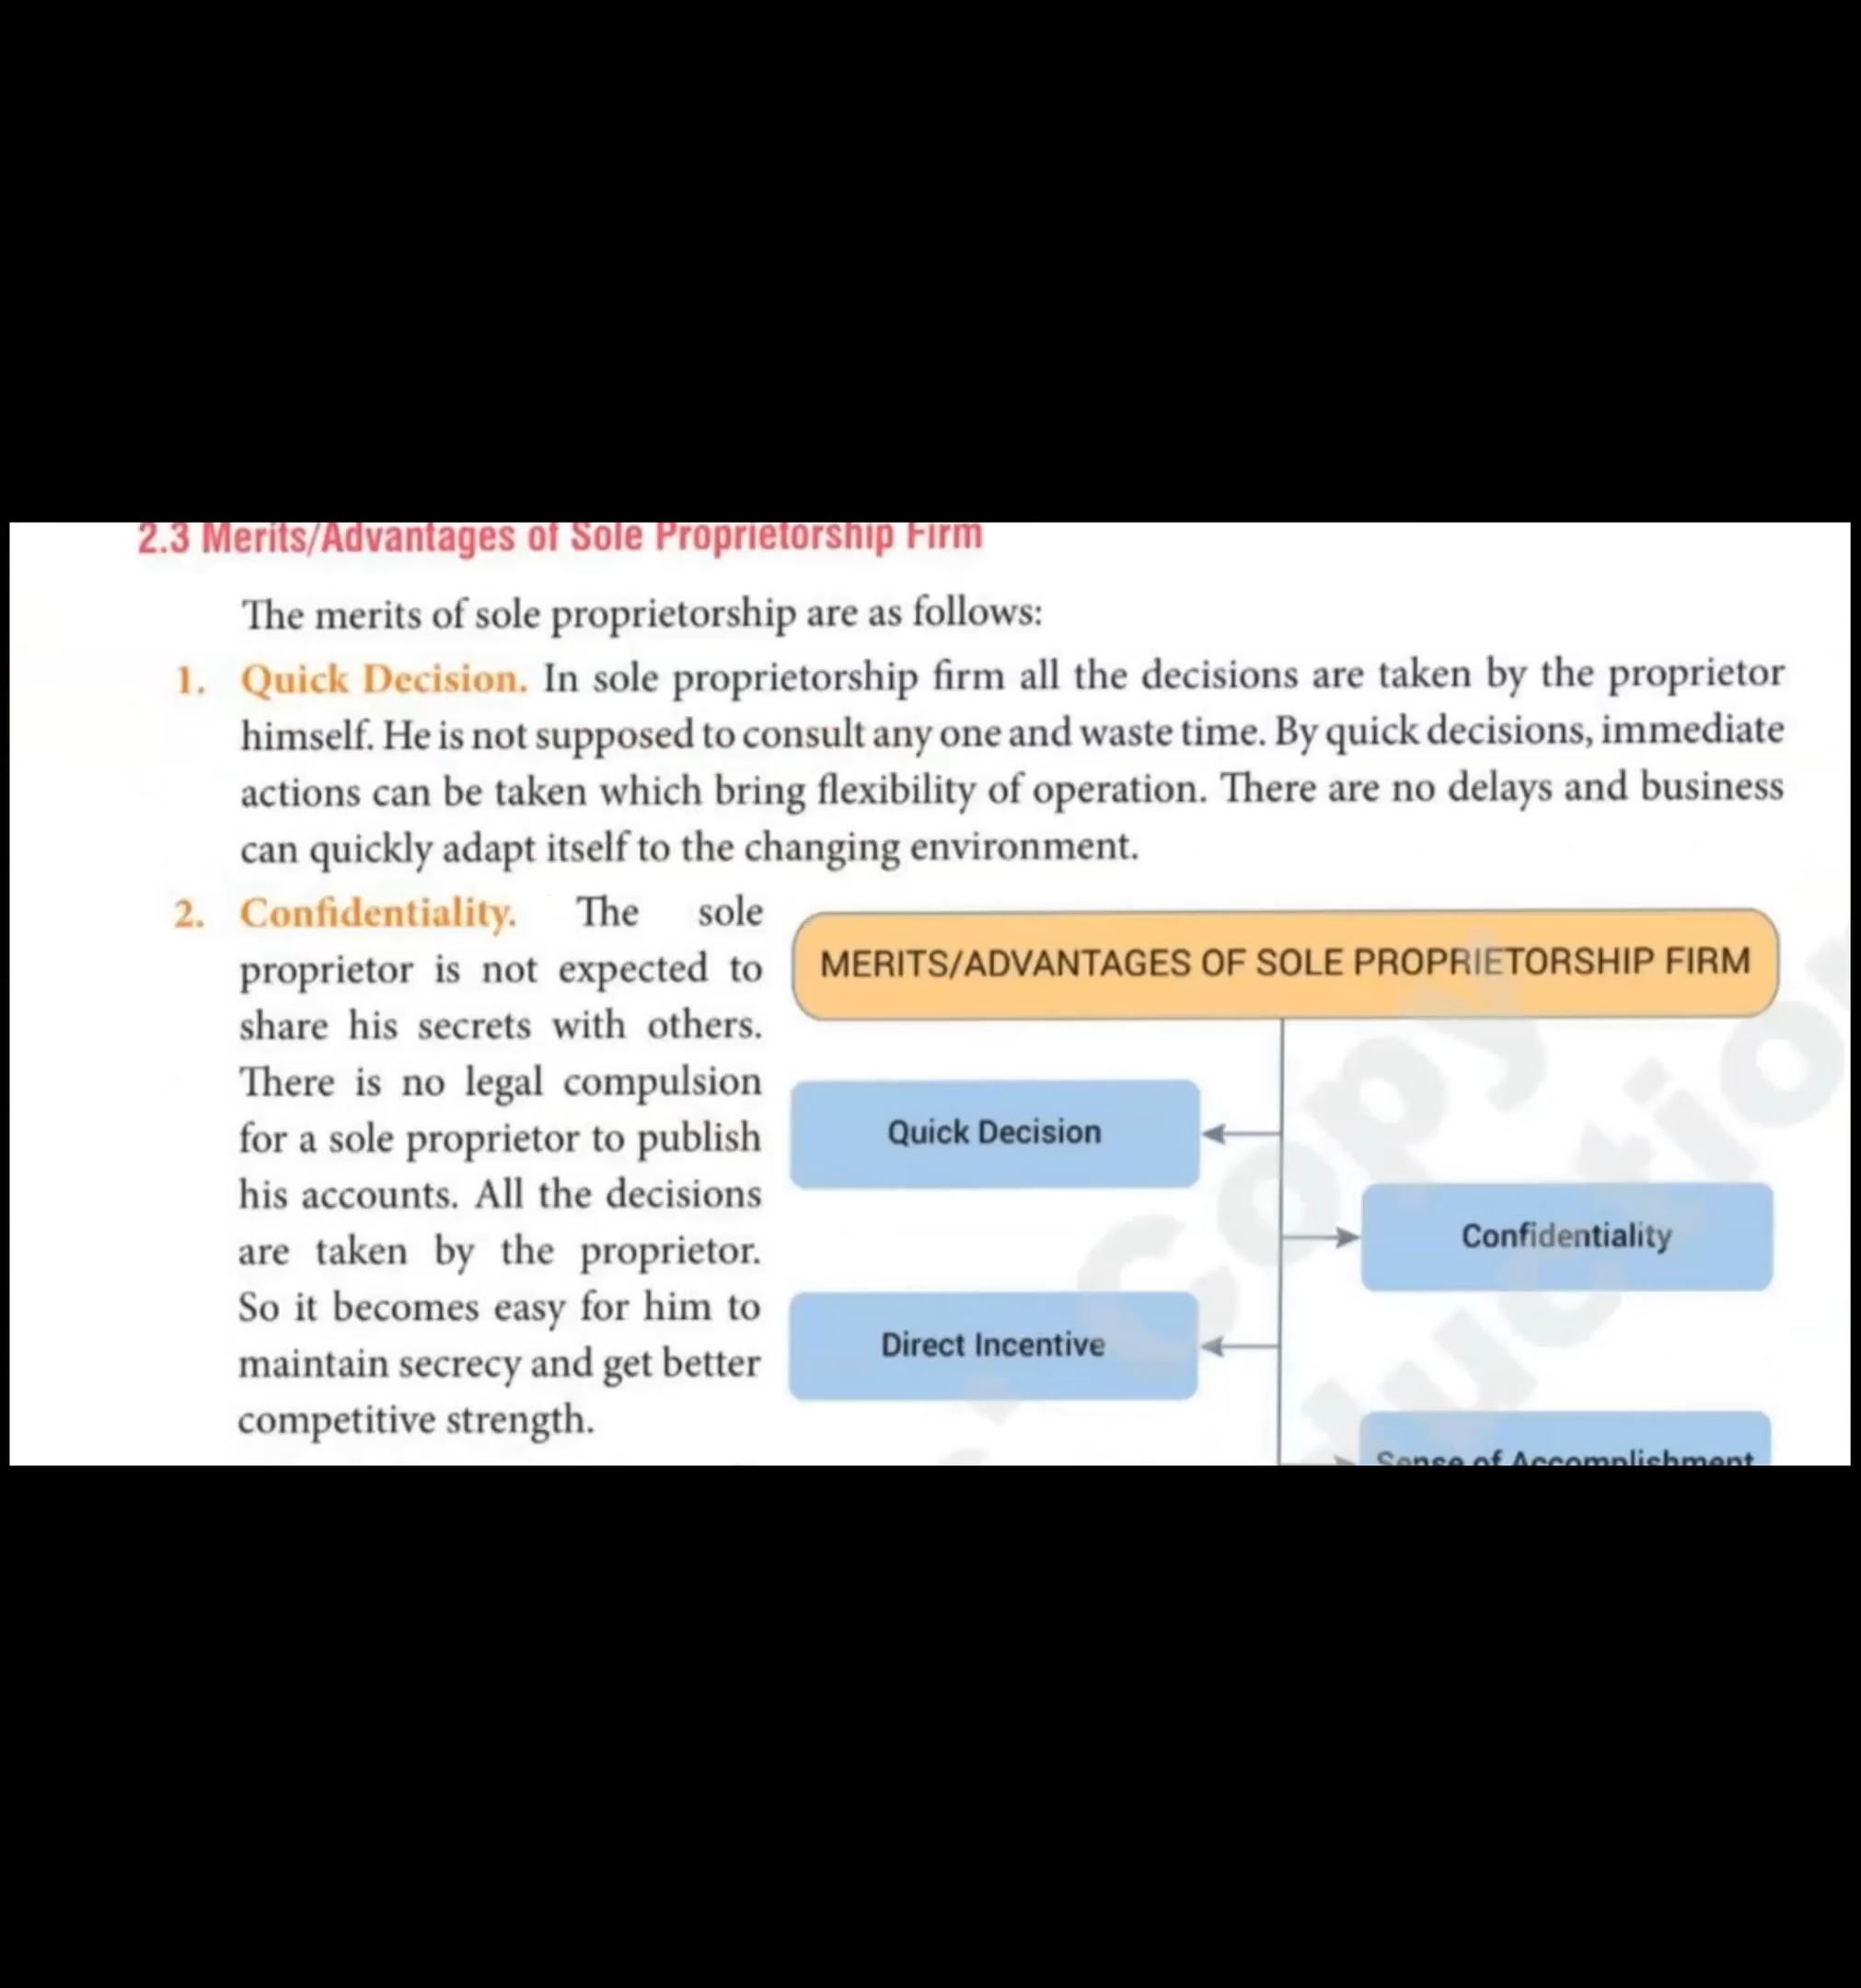 2.3 Merits/Advantages of Sole Proprietorship Firm
The merits of sole proprietorship are as follows:
1. Quick Decision. In sole proprietorship firm all the decisions are taken by the proprietor
himself. He is not supposed to consult any one and waste time. By quick decisions, immediate
actions can be taken which bring flexibility of operation. There are no delays and business
can quickly adapt itself to the changing environment.
2. Confidentiality. The sole
proprietor is not expected to
share his secrets with others.
There is no legal compulsion
for a sole proprietor to publish
his accounts. All the decisions
are taken by the proprietor.
So it becomes easy for him to
maintain secrecy and get better
competitive strength.
MERITS/ADVANTAGES OF SOLE PROPRIETORSHIP FIRM
Quick Decision
Confidentiality
Direct Incentive
Sense of Accomplishment
Copy